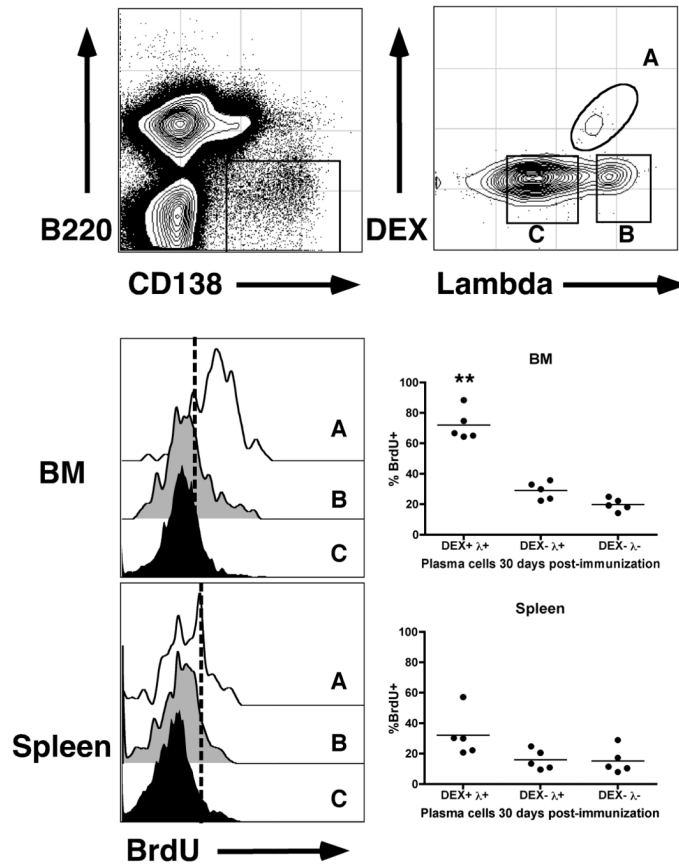 B220
CD138
DEX
A
C
B
Lambda
BM
A
B
C
BM
**
% BrdU+
100
80
60
40
20
0
DEX+ λ+ DEX- λ+ DEX- λ-
Plasma cells 30 days post-immunization
Spleen
A
B
C
BrdU
Spleen
%BrdU+
100
80
60
40
20
0
DEX+ λ+ DEX- λ+ DEX- λ-
Plasma cells 30 days post-immunization